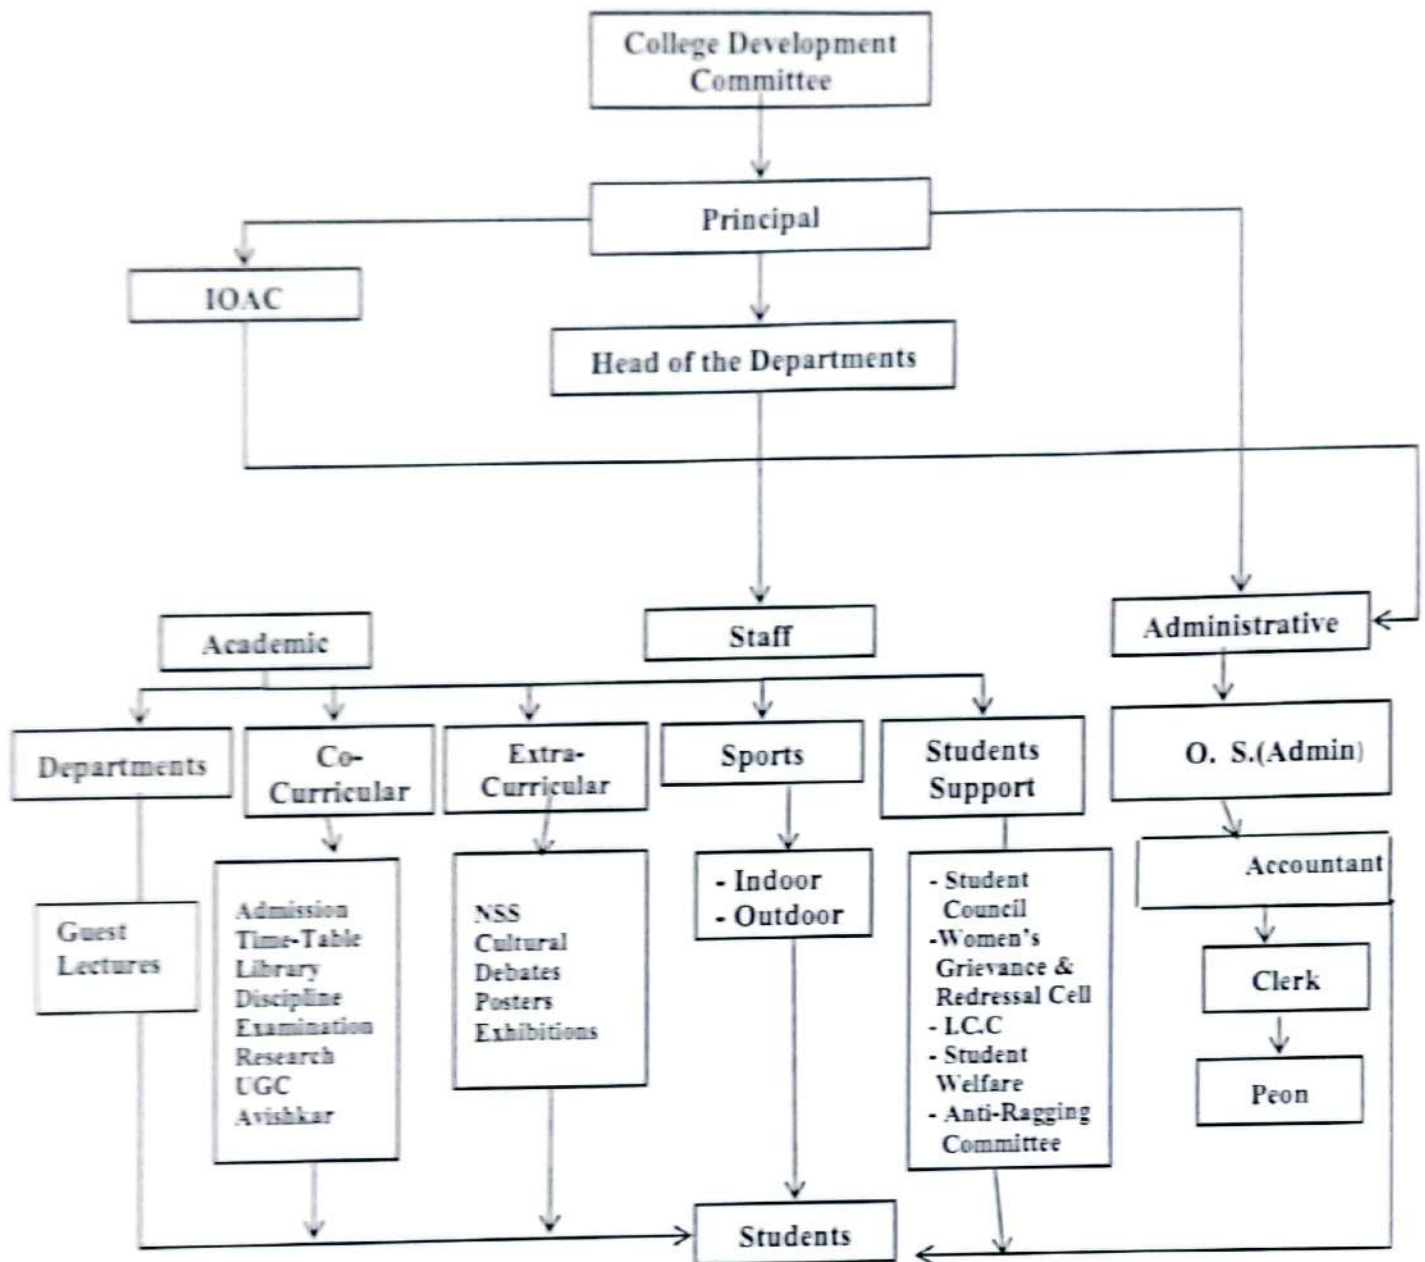 College Development
Committee
Principal
IOAC
Head of the Departments
Academic
Staff
Administrative
Departments
Co-
Curricular
Extra-
Curricular
Sports
Students
Support
O. S.(Admin)
Guest
Lectures
Admission
Time-Table
Library
Discipline
Examination
Research
UGC
Avishkar
NSS
Cultural
Debates
Posters
Exhibitions
- Indoor
- Outdoor
- Student
Council
-Women's
Grievance &
Redressal Cell
- I.C.C
- Student
Welfare
- Anti-Ragging
Committee
Accountant
Clerk
Peon
Students